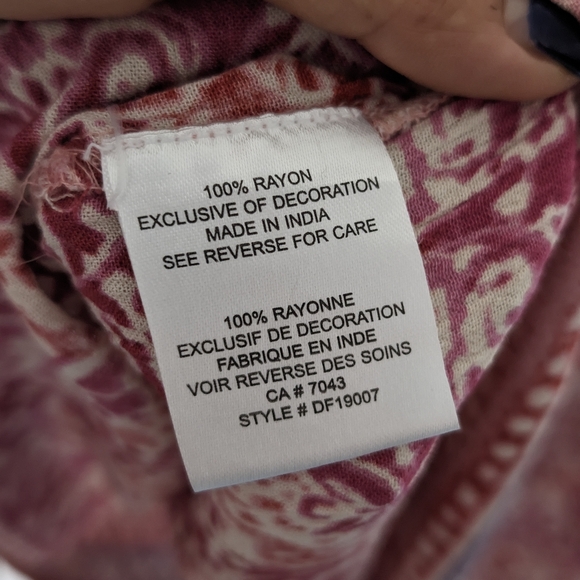 100% RAYON
EXCLUSIVE OF DECORATION
MADE IN INDIA
SEE REVERSE FOR CARE
100% RAYONNE
EXCLUSIF DE DECORATION
FABRIQUE EN INDE
VOIR REVERSE DES SOINS
CA # 7043
STYLE # DF19007